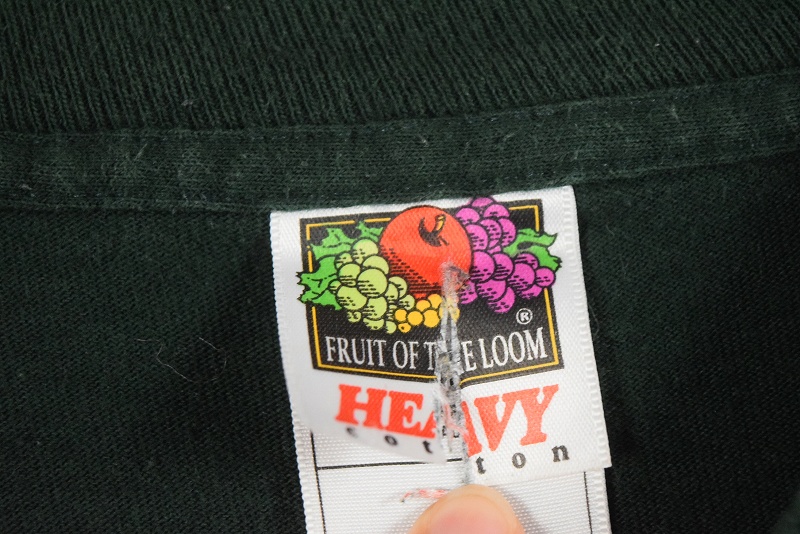 ®
FRUIT OF THE LOOM
HEAVY
cotton